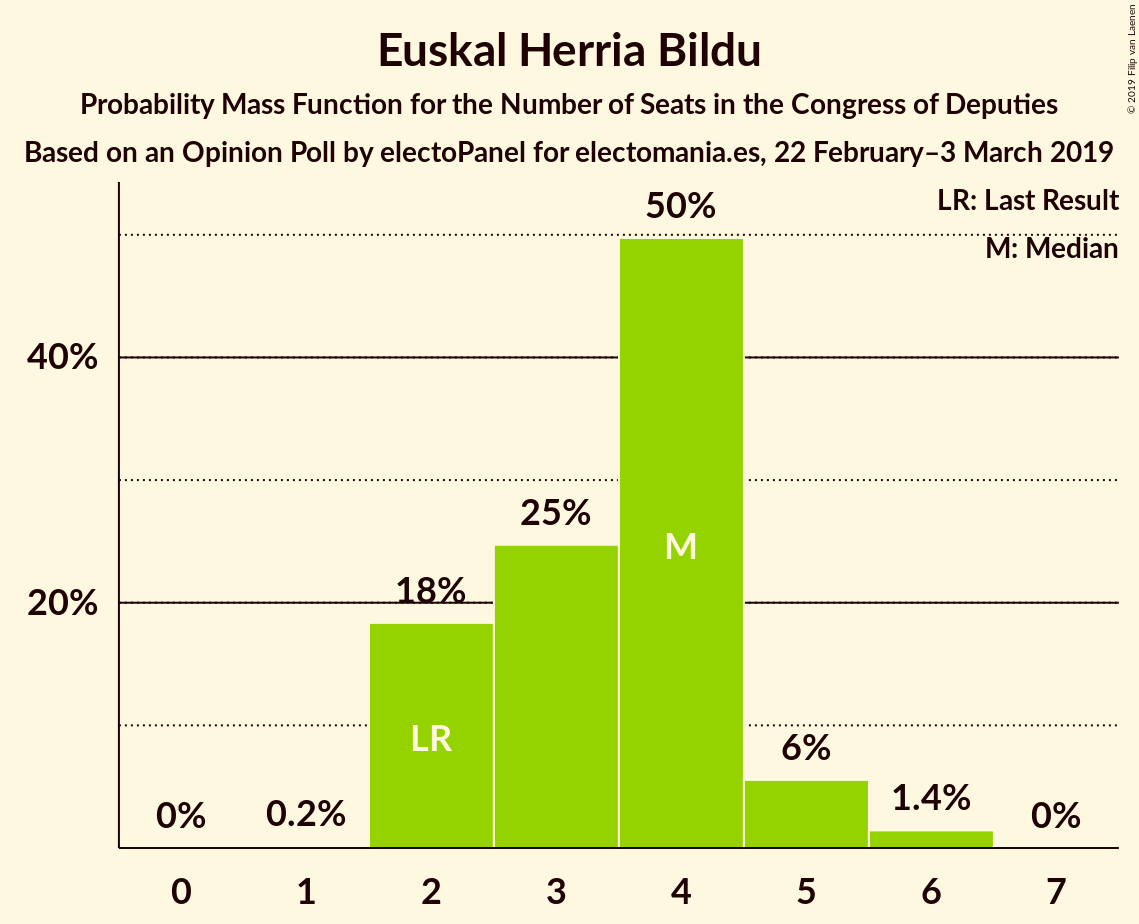 Euskal Herria Bildu
Probability Mass Function for the Number of Seats in the Congress of Deputies
Based on an Opinion Poll by electoPanel for electomania.es, 22 February–3 March 2019
© 2019 Filip van Laenen
LR: Last Result
M: Median
50%
40%
25%
M
20%
18%
LR
6%
1.4%
0%
0.2%
0%
0 1 2 3 4 5 6 7